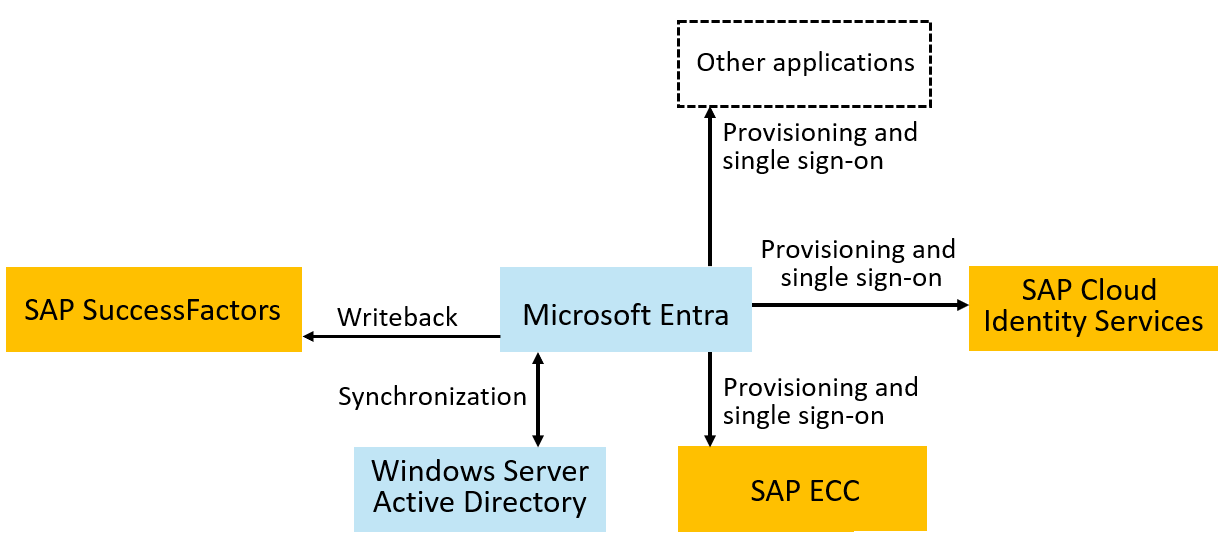 Other applications
Provisioning and
single sign-on
Provisioning and
single sign-on
SAP SuccessFactors
Writeback
Microsoft Entra
SAP Cloud
Identity Services
Synchronization
Provisioning and
single sign-on
Windows Server
Active Directory
SAP ECC